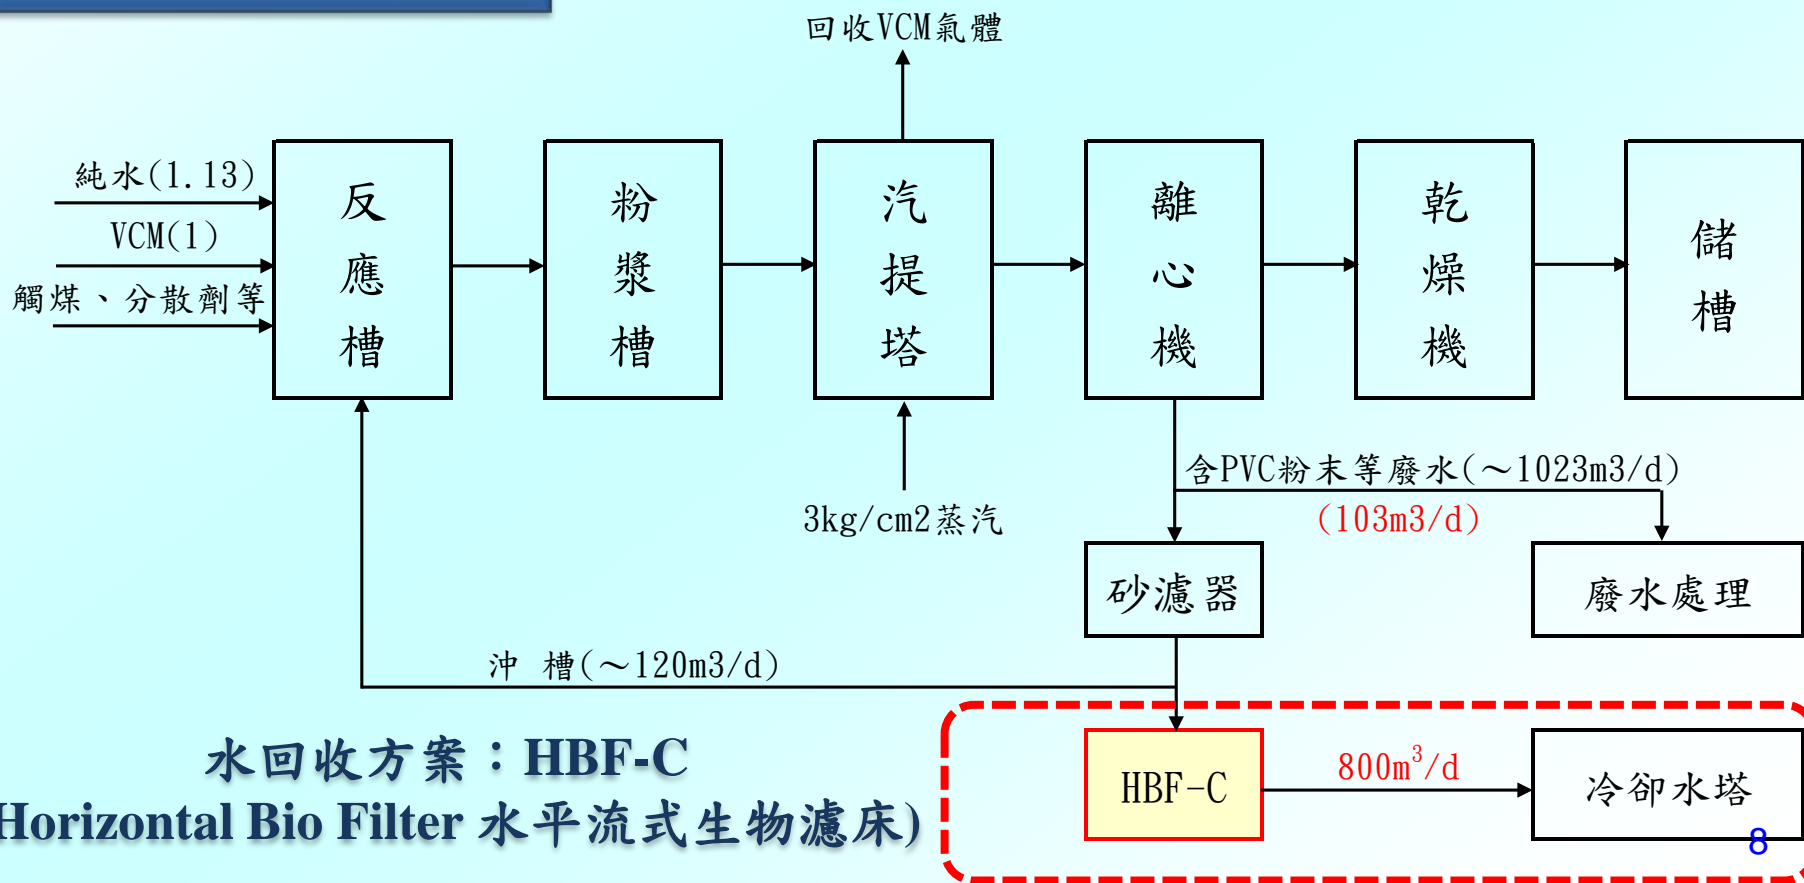 回收VCM氣體
純水(1.13)
VCM(1)
觸煤、分散劑等
反應槽
粉漿槽
汽提塔
離心機
乾燥機
儲槽
3kg/cm2蒸汽
含PVC粉末等廢水(～1023m3/d)
(103m3/d)
砂濾器
廢水處理
沖 槽(～120m3/d)
水回收方案：HBF-C
Horizontal Bio Filter 水平流式生物濾床)
HBF-C
800m³/d
冷卻水塔
8